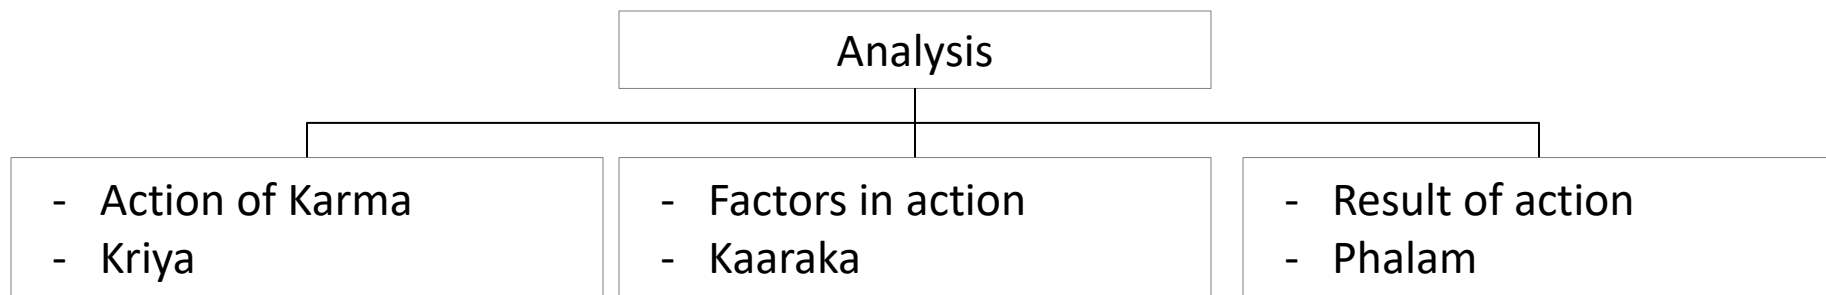 Analysis
- Action of Karma
- Kriya
- Factors in action
- Kaaraka
- Result of action
- Phalam